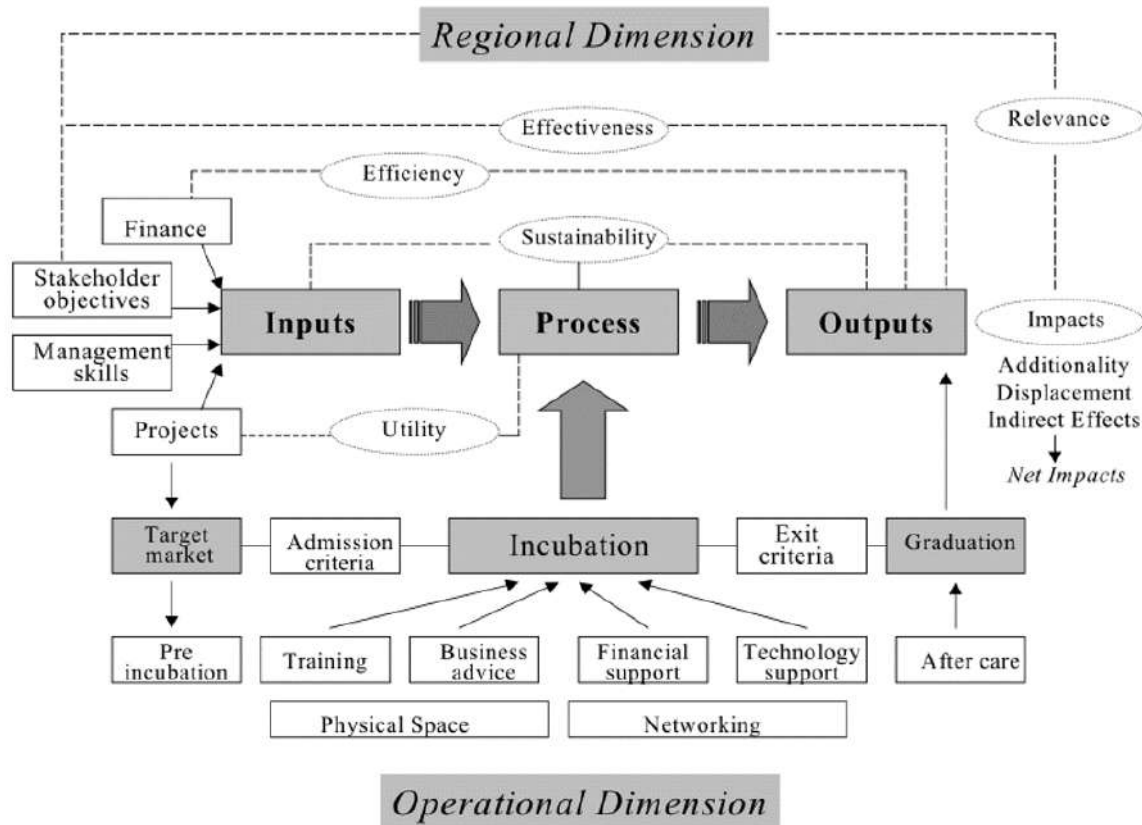 Regional Dimension
Effectiveness
Relevance
Efficiency
Finance
Sustainability
Stakeholder
objectives
Inputs
Process
Outputs
Impacts
Management
skills
Additionality
Displacement
Indirect Effects
Projects
Utility
Net Impacts
Target
market
Admission
criteria
Incubation
Exit
criteria
Graduation
Pre
incubation
Training
Business
advice
Financial
support
Technology
support
After care
Physical Space
Networking
Operational Dimension